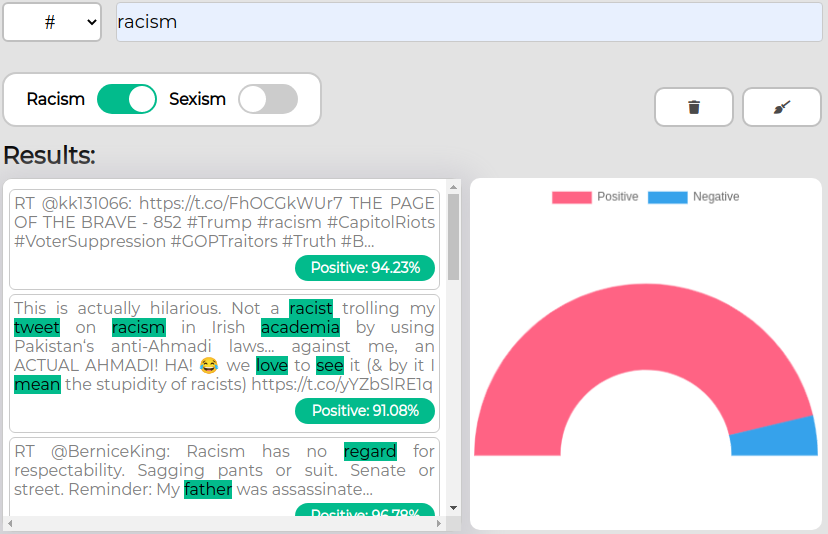 #
racism
Racism
Sexism
Results:
RT @kk131066: https://t.co/FhOCGkWUr7 THE PAGE
OF THE BRAVE - 852 #Trump #racism #CapitolRiots
#VoterSuppression #GOPTraitors #Truth #B...
Positive: 94.23%
This is actually hilarious. Not a racist trolling my
tweet on racism in Irish academia by using
Pakistan's anti-Ahmadi laws... against me, an
ACTUAL AHMADI! HA! 😂 we love to see it (& by it I
mean the stupidity of racists) https://t.co/yYZbSlRE1q
Positive: 91.08%
RT @BerniceKing: Racism has no regard for
respectability. Sagging pants or suit. Senate or
street. Reminder: My father was assassinate...
Positive: 96.78%
Positive
Negative